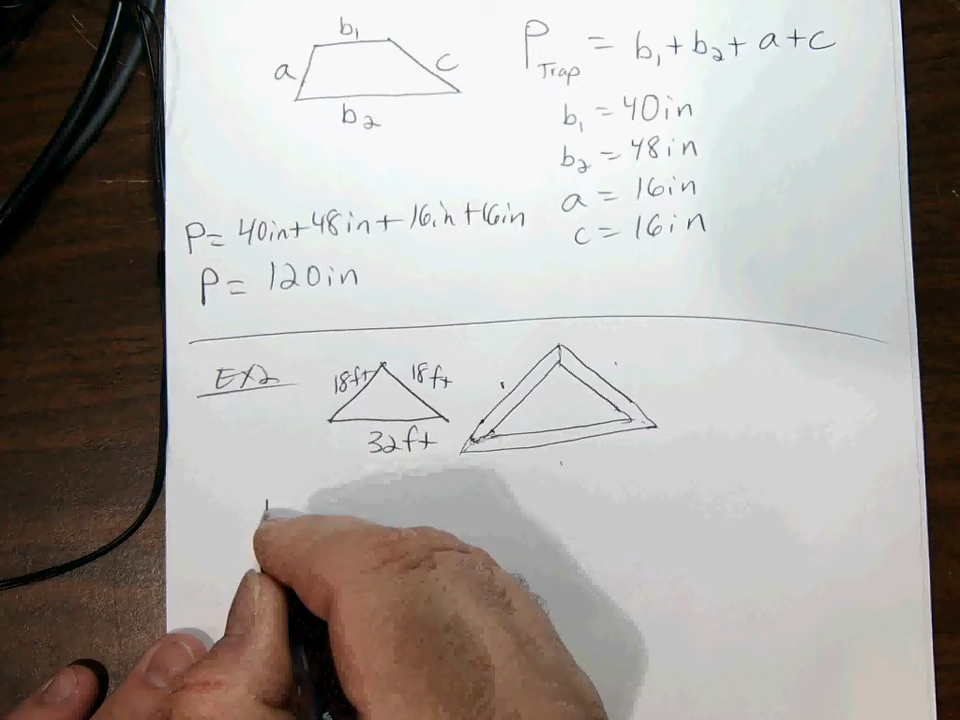 b₁
a
c
b₂
P Trap = b₁ + b₂ + a + c
b₁ = 40in
b₂ = 48in
a = 16in
c = 16in
P = 40in + 48in + 16in + 16in
P = 120in
EX2
18ft 18ft
32ft